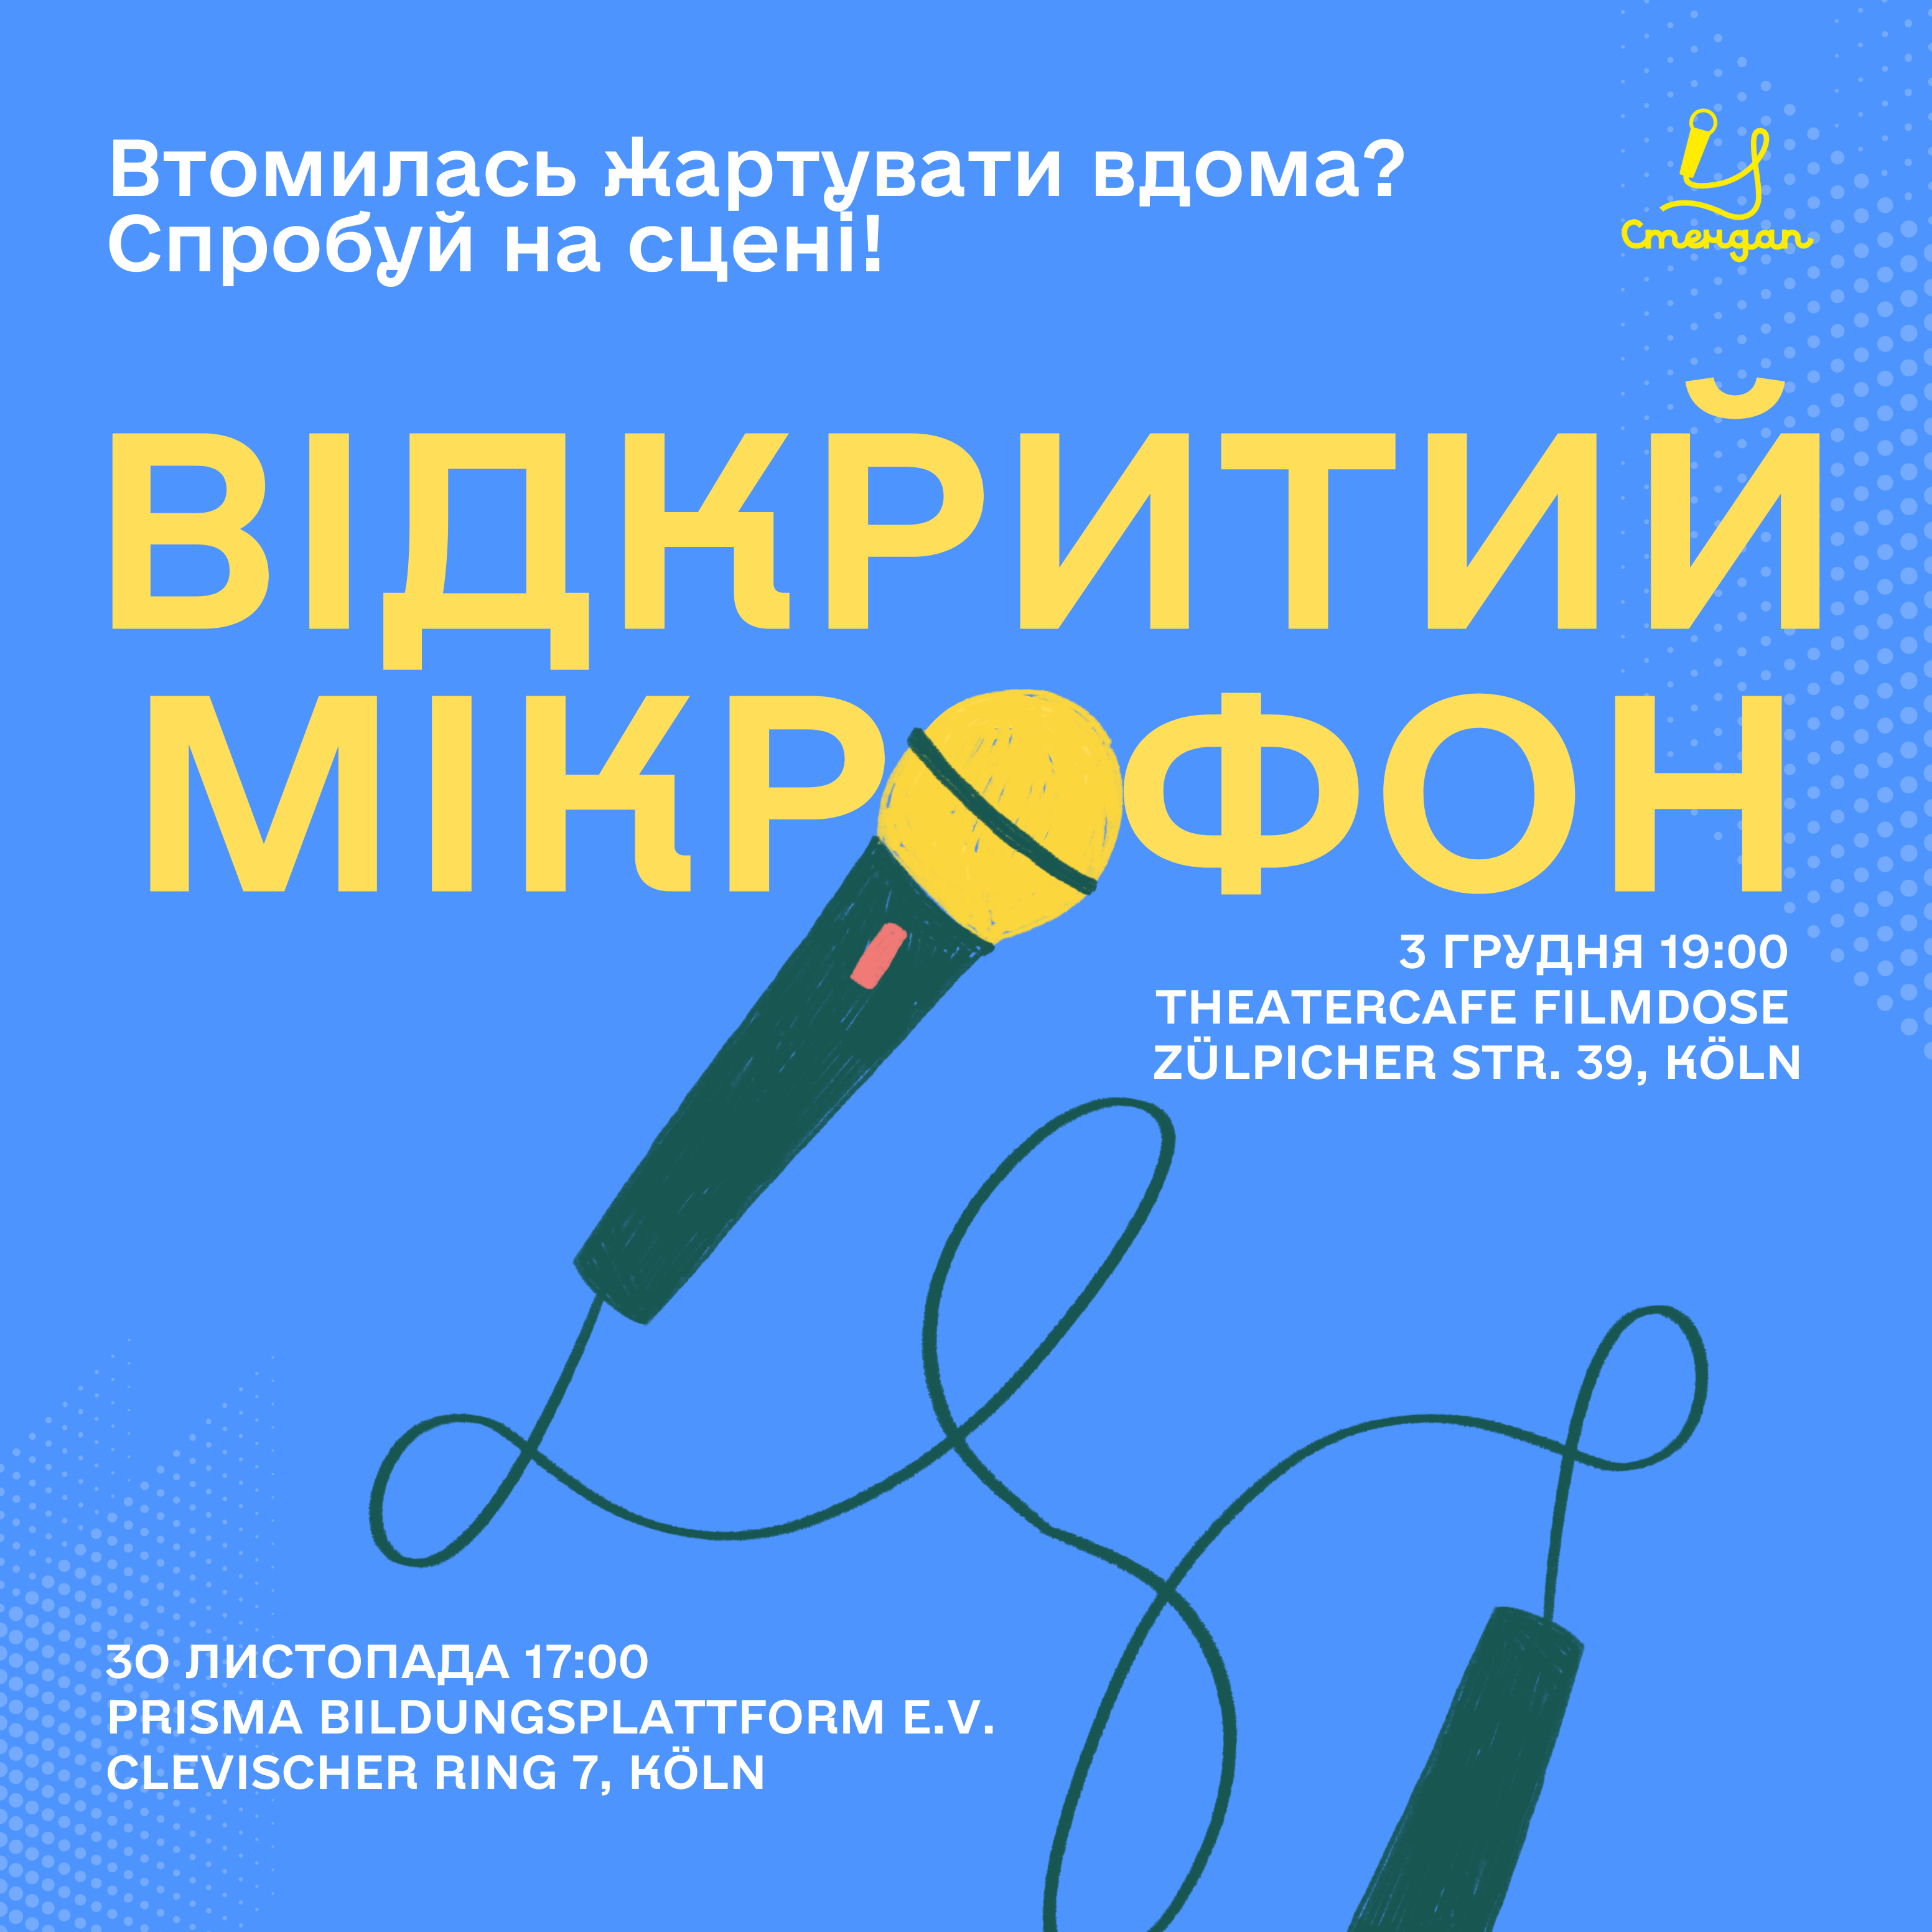 Втомилась жартувати вдома?
Спробуй на сцені!
Стендап
ВІДКРИТИЙ
МІКРОФОН
3 ГРУДНЯ 19:00
THEATERCAFE FILMDOSE
ZÜLPICHER STR. 39, KÖLN
30 ЛИСТОПАДА 17:00
PRISMA BILDUNGSPLATTFORM E.V.
CLEVISCHER RING 7, KÖLN